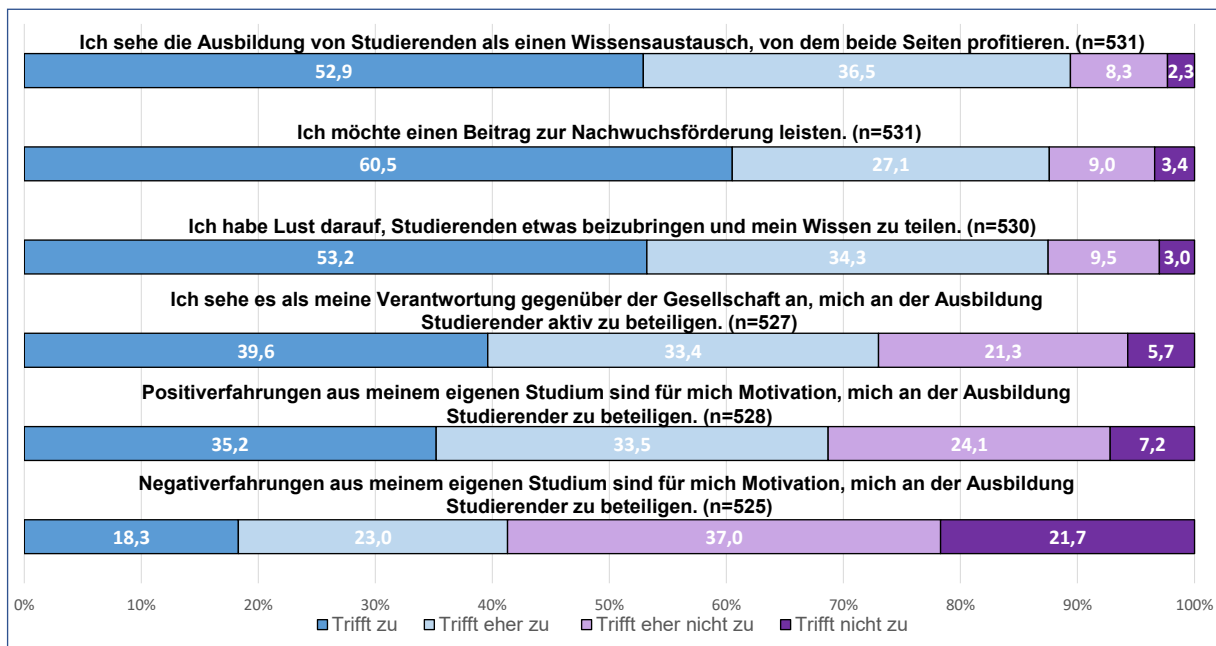 Ich sehe die Ausbildung von Studierenden als einen Wissensaustausch, von dem beide Seiten profitieren. (n=531)
52,9 36,5 8,3 2,3
Ich möchte einen Beitrag zur Nachwuchsförderung leisten. (n=531)
60,5 27,1 9,0 3,4
Ich habe Lust darauf, Studierenden etwas beizubringen und mein Wissen zu teilen. (n=530)
53,2 34,3 9,5 3,0
Ich sehe es als meine Verantwortung gegenüber der Gesellschaft an, mich an der Ausbildung
Studierender aktiv zu beteiligen. (n=527)
39,6 33,4 21,3 5,7
Positiverfahrungen aus meinem eigenen Studium sind für mich Motivation, mich an der Ausbildung
Studierender zu beteiligen. (n=528)
35,2 33,5 24,1 7,2
Negativerfahrungen aus meinem eigenen Studium sind für mich Motivation, mich an der Ausbildung
Studierender zu beteiligen. (n=525)
18,3 23,0 37,0 21,7
0% 10% 20% 30% 40% 50% 60% 70% 80% 90% 100%
Trifft zu Trifft eher zu Trifft eher nicht zu Trifft nicht zu